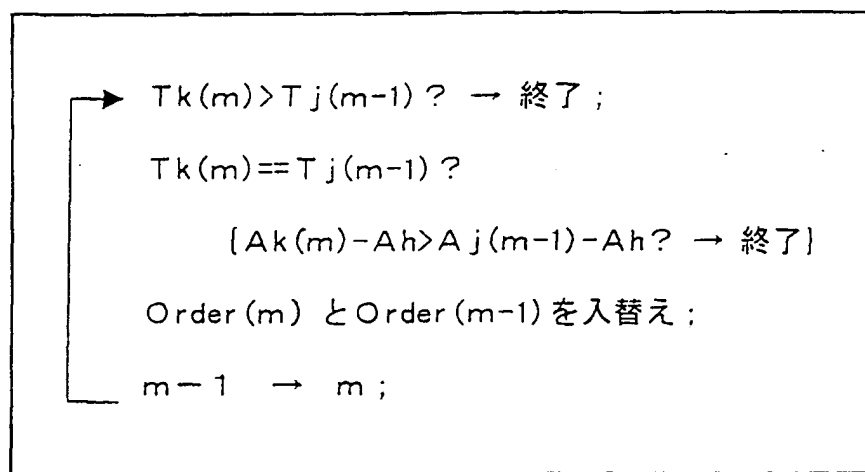 Tk(m)>Tj(m-1)? → 終了;
Tk(m)==Tj(m-1)?
{Ak(m)-Ah>Aj(m-1)-Ah? → 終了}
Order(m)とOrder(m-1)を入替え;
m-1 → m;